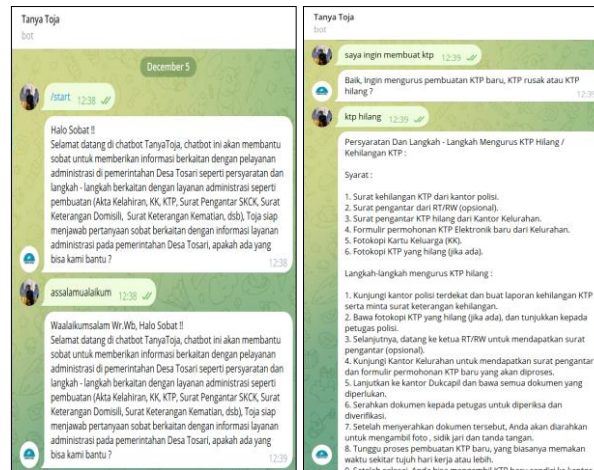 Tanya Toja
bot
December 5
/start 12:38
Halo Sobat !!
Selamat datang di chatbot TanyaToja, chatbot ini akan membantu
sobat untuk memberikan informasi berkaitan dengan pelayanan
administrasi di pemerintahan Desa Tosari seperti persyaratan dan
langkah - langkah berkaitan dengan layanan administrasi seperti
pembuatan (Akta Kelahiran, KK, KTP, Surat Pengantar SKCK, Surat
Keterangan Domisili, Surat Keterangan Kematian, dsb), Toja siap
menjawab pertanyaan sobat berkaitan dengan informasi layanan
administrasi pada pemerintahan Desa Tosari, apakah ada yang
bisa kami bantu ? 12:38
assalamualaikum 12:38
Waalaikumsalam Wr.Wb, Halo Sobat !!
Selamat datang di chatbot TanyaToja, chatbot ini akan membantu
sobat untuk memberikan informasi berkaitan dengan pelayanan
administrasi di pemerintahan Desa Tosari seperti persyaratan dan
langkah - langkah berkaitan dengan layanan administrasi seperti
pembuatan (Akta Kelahiran, KK, KTP, Surat Pengantar SKCK, Surat
Keterangan Domisili, Surat Keterangan Kematian, dsb), Toja siap
menjawab pertanyaan sobat berkaitan dengan informasi layanan
administrasi pada pemerintahan Desa Tosari, apakah ada yang
bisa kami bantu ? 12:39
Tanya Toja
bot
saya ingin membuat ktp 12:39
Baik, Ingin mengurus pembuatan KTP baru, KTP rusak atau KTP
hilang ? 12:39
ktp hilang 12:39
Persyaratan Dan Langkah - Langkah Mengurus KTP Hilang /
Kehilangan KTP :
Syarat :
1. Surat kehilangan KTP dari kantor polisi.
2. Surat pengantar dari RT/RW (opsional).
3. Surat pengantar KTP hilang dari Kantor Kelurahan.
4. Formulir permohonan KTP Elektronik baru dari Kelurahan.
5. Fotokopi Kartu Keluarga (KK).
6. Fotokopi KTP yang hilang (jika ada).
Langkah-langkah mengurus KTP hilang :
1. Kunjungi kantor polisi terdekat dan buat laporan kehilangan KTP
serta minta surat keterangan kehilangan.
2. Bawa fotokopi KTP yang hilang (jika ada), dan tunjukkan kepada
petugas polisi.
3. Selanjutnya, datang ke ketua RT/RW untuk mendapatkan surat
pengantar (opsional).
4. Kunjungi Kantor Kelurahan untuk mendapatkan surat pengantar
dan formulir permohonan KTP baru yang akan diproses.
5. Lanjutkan ke kantor Dukcapil dan bawa semua dokumen yang
diperlukan.
6. Serahkan dokumen kepada petugas untuk diperiksa dan
diverifikasi.
7. Setelah menyerahkan dokumen tersebut, Anda akan diarahkan
untuk mengambil foto , sidik jari dan tanda tangan.
8. Tunggu proses pembuatan KTP baru, yang biasanya memakan
waktu sekitar tujuh hari kerja atau lebih.